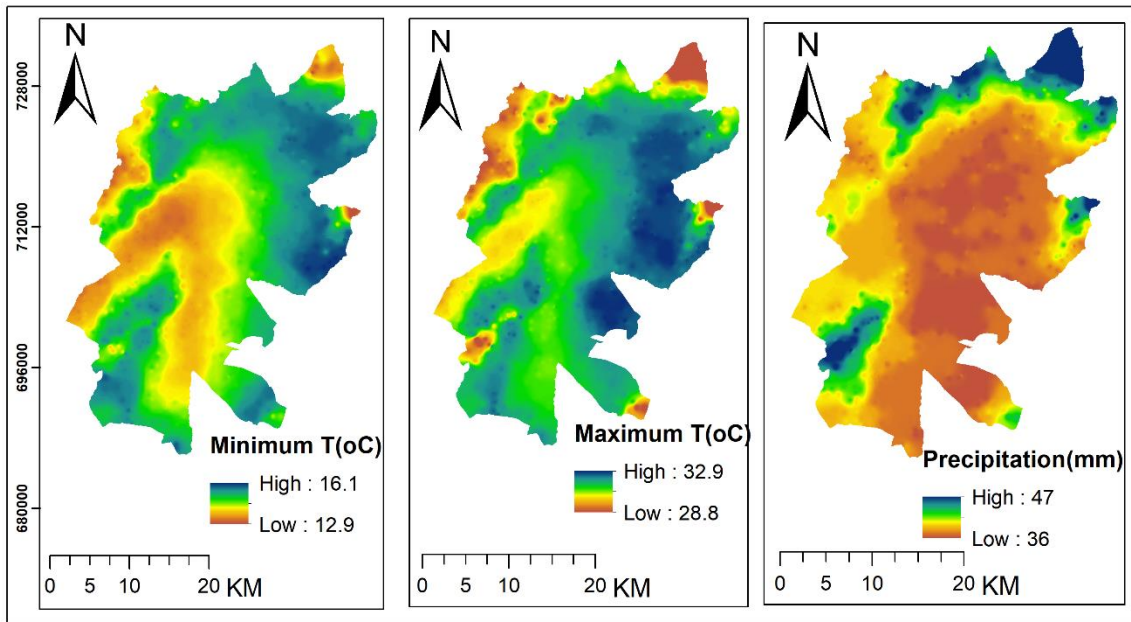 N
N
N
728000
712000
696000
680000
Minimum T(oC)
High : 16.1
Low : 12.9
0 5 10 20 KM
Maximum T(oC)
High : 32.9
Low : 28.8
0 5 10 20 KM
Precipitation(mm)
High : 47
Low : 36
0 5 10 20 KM